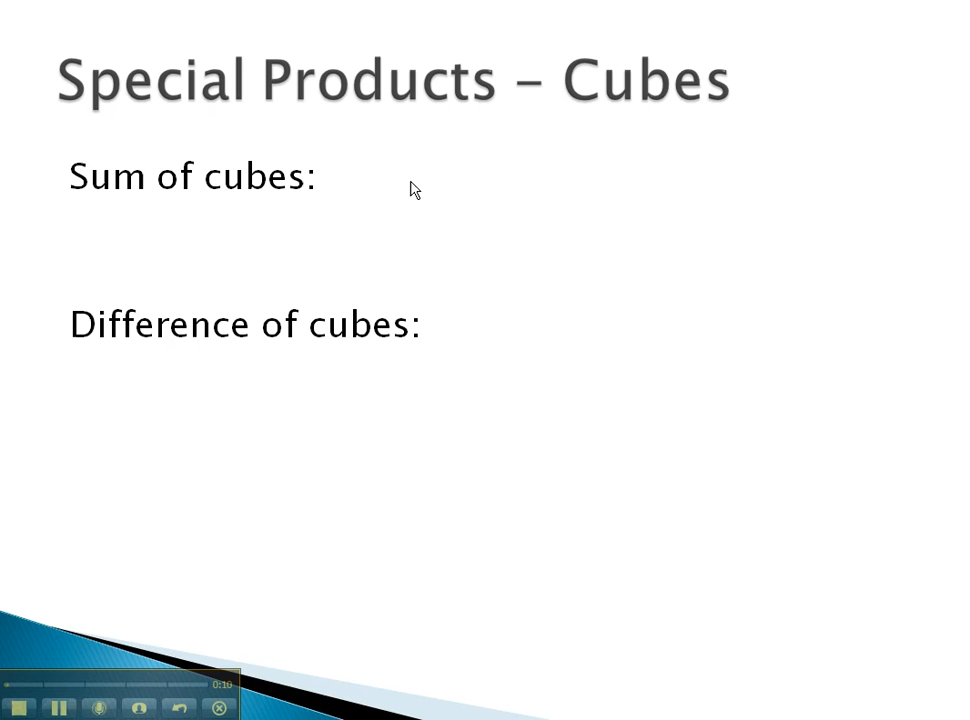 Special Products - Cubes
Sum of cubes:
Difference of cubes:
0:10